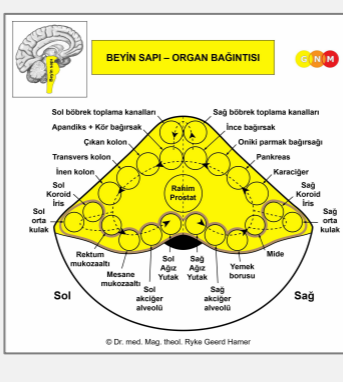 BEYİN SAPI – ORGAN BAĞINTISI
GNM
Beyin sapı
Sol böbrek toplama kanalları
Sağ böbrek toplama kanalları
Apandiks + Kör bağırsak
İnce bağırsak
Çıkan kolon
Oniki parmak bağırsağı
Transvers kolon
Pankreas
İnen kolon
Karaciğer
Sol
Koroid
İris
Rahim
Prostat
Sağ
Koroid
İris
Sol
orta
kulak
Sağ
orta
kulak
Rektum
mukozaaltı
Mesane
mukozaaltı
Sol
akciğer
alveolü
Sol
Ağız
Yutak
Sağ
Ağız
Yutak
Sağ
akciğer
alveolü
Yemek
borusu
Mide
Sol
Sağ
© Dr. med. Mag. theol. Ryke Geerd Hamer